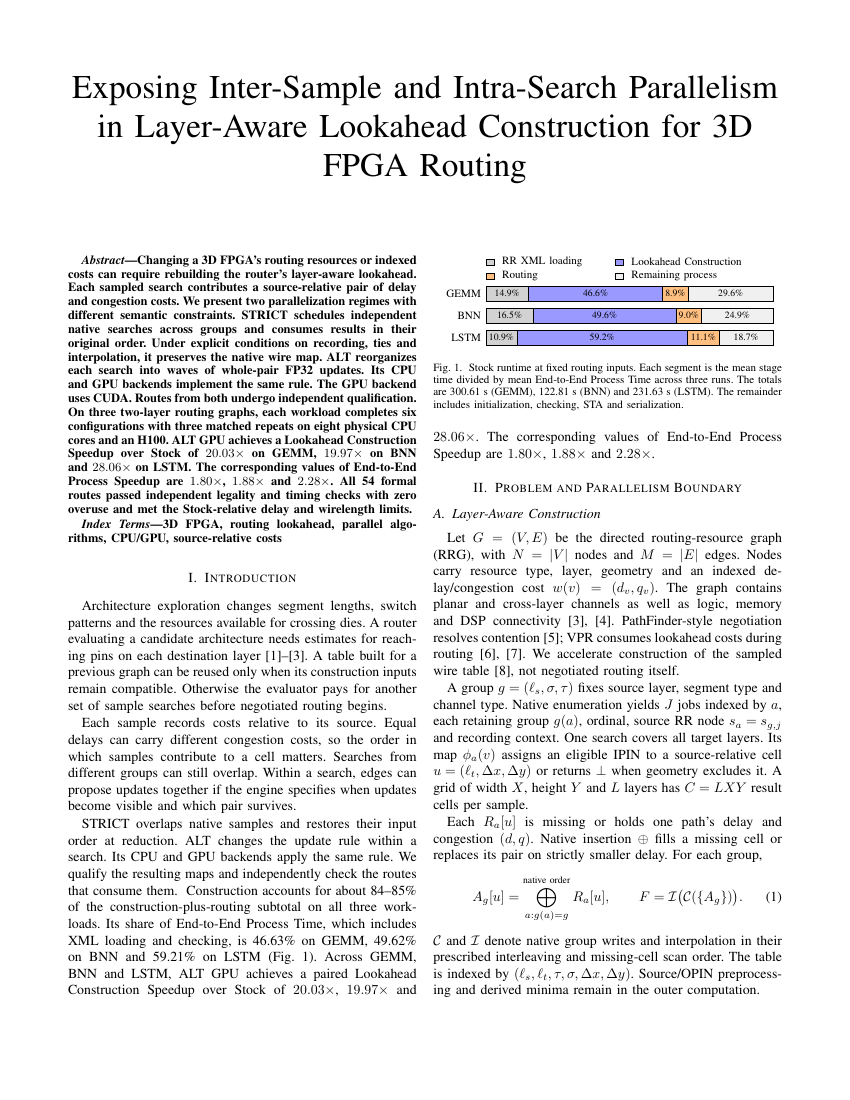 Exposing Inter-Sample and Intra-Search Parallelism
in Layer-Aware Lookahead Construction for 3D
FPGA Routing
Abstract—Changing a 3D FPGA's routing resources or indexed
costs can require rebuilding the router's layer-aware lookahead.
Each sampled search contributes a source-relative pair of delay
and congestion costs. We present two parallelization regimes with
different semantic constraints. STRICT schedules independent
native searches across groups and consumes results in their
original order. Under explicit conditions on recording, ties and
interpolation, it preserves the native wire map. ALT reorganizes
each search into waves of whole-pair FP32 updates. Its CPU
and GPU backends implement the same rule. The GPU backend
uses CUDA. Routes from both undergo independent qualification.
On three two-layer routing graphs, each workload completes six
configurations with three matched repeats on eight physical CPU
cores and an H100. ALT GPU achieves a Lookahead Construction
Speedup over Stock of 20.03× on GEMM, 19.97× on BNN
and 28.06× on LSTM. The corresponding values of End-to-End
Process Speedup are 1.80×, 1.88× and 2.28×. All 54 formal
routes passed independent legality and timing checks with zero
overuse and met the Stock-relative delay and wirelength limits.
Index Terms—3D FPGA, routing lookahead, parallel algo-
rithms, CPU/GPU, source-relative costs
I. INTRODUCTION
Architecture exploration changes segment lengths, switch
patterns and the resources available for crossing dies. A router
evaluating a candidate architecture needs estimates for reach-
ing pins on each destination layer [1]–[3]. A table built for a
previous graph can be reused only when its construction inputs
remain compatible. Otherwise the evaluator pays for another
set of sample searches before negotiated routing begins.
Each sample records costs relative to its source. Equal
delays can carry different congestion costs, so the order in
which samples contribute to a cell matters. Searches from
different groups can still overlap. Within a search, edges can
propose updates together if the engine specifies when updates
become visible and which pair survives.
STRICT overlaps native samples and restores their input
order at reduction. ALT changes the update rule within a
search. Its CPU and GPU backends apply the same rule. We
qualify the resulting maps and independently check the routes
that consume them. Construction accounts for about 84–85%
of the construction-plus-routing subtotal on all three work-
loads. Its share of End-to-End Process Time, which includes
XML loading and checking, is 46.63% on GEMM, 49.62%
on BNN and 59.21% on LSTM (Fig. 1). Across GEMM,
BNN and LSTM, ALT GPU achieves a paired Lookahead
Construction Speedup over Stock of 20.03×, 19.97× and
RR XML loading Lookahead Construction
Routing Remaining process
GEMM 14.9% 46.6% 8.9% 29.6%
BNN 16.5% 49.6% 9.0% 24.9%
LSTM 10.9% 59.2% 11.1% 18.7%
Fig. 1. Stock runtime at fixed routing inputs. Each segment is the mean stage
time divided by mean End-to-End Process Time across three runs. The totals
are 300.61 s (GEMM), 122.81 s (BNN) and 231.63 s (LSTM). The remainder
includes initialization, checking, STA and serialization.
28.06×. The corresponding values of End-to-End Process
Speedup are 1.80×, 1.88× and 2.28×.
II. PROBLEM AND PARALLELISM BOUNDARY
A. Layer-Aware Construction
Let G = (V, E) be the directed routing-resource graph
(RRG), with N = |V| nodes and M = |E| edges. Nodes
carry resource type, layer, geometry and an indexed de-
lay/congestion cost w(v) = (d_v, q_v). The graph contains
planar and cross-layer channels as well as logic, memory
and DSP connectivity [3], [4]. PathFinder-style negotiation
resolves contention [5]; VPR consumes lookahead costs during
routing [6], [7]. We accelerate construction of the sampled
wire table [8], not negotiated routing itself.
A group g = (ℓ_s, σ, τ) fixes source layer, segment type and
channel type. Native enumeration yields J jobs indexed by a,
each retaining group g(a), ordinal, source RR node s_a = s_{g,j}
and recording context. One search covers all target layers. Its
map ϕ_a(v) assigns an eligible IPIN to a source-relative cell
u = (ℓ_t, Δx, Δy) or returns ⊥ when geometry excludes it. A
grid of width X, height Y and L layers has C = LXY result
cells per sample.
Each R_a[u] is missing or holds one path's delay and
congestion (d, q). Native insertion ⊕ fills a missing cell or
replaces its pair on strictly smaller delay. For each group,
native order
A_g[u] = ⨁ R_a[u], F = I(C({A_g})). (1)
a:g(a)=g
C and I denote native group writes and interpolation in their
prescribed interleaving and missing-cell scan order. The table
is indexed by (ℓ_s, ℓ_t, τ, σ, Δx, Δy). Source/OPIN preprocess-
ing and derived minima remain in the outer computation.